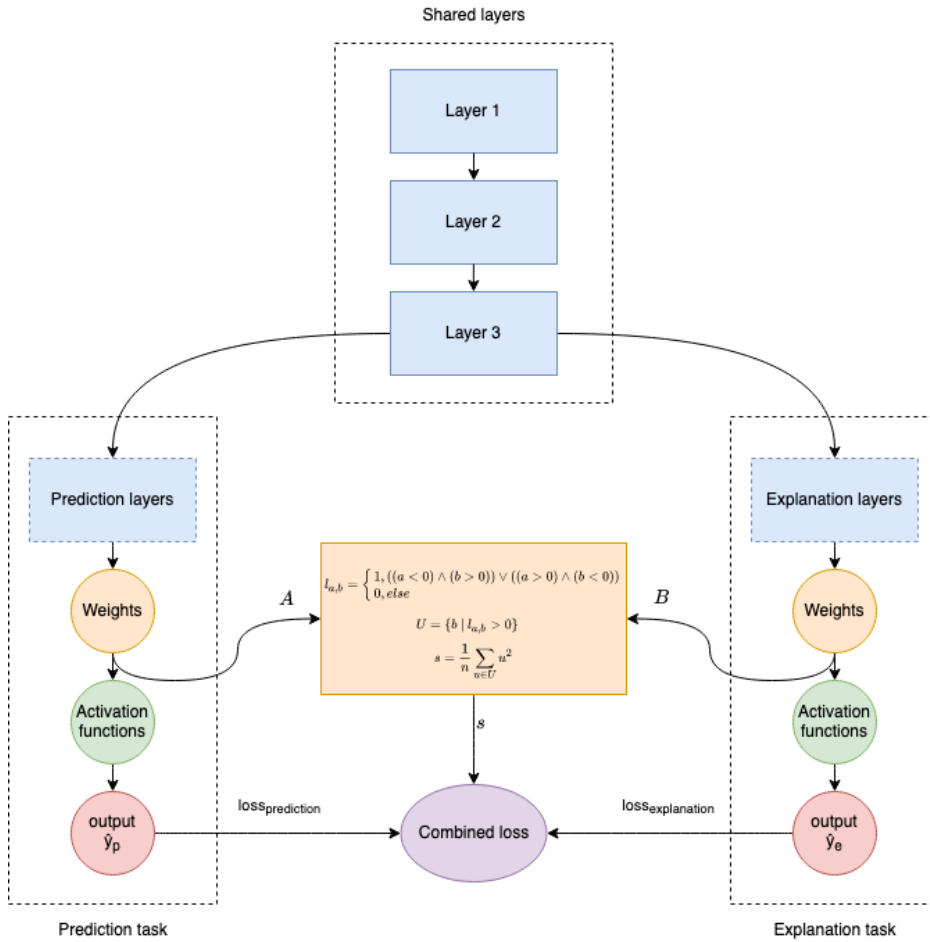 Shared layers
Layer 1
Layer 2
Layer 3
Prediction layers
Explanation layers
Weights
A
l_{a,b} = { 1, ((a < 0) ∧ (b > 0)) ∨ ((a > 0) ∧ (b < 0))
0, else
U = {b | l_{a,b} > 0}
s = 1/n ∑_{u∈U} u²
B
Weights
Activation
functions
s
Activation
functions
output
ŷ_p
loss_prediction
Combined loss
loss_explanation
output
ŷ_e
Prediction task
Explanation task